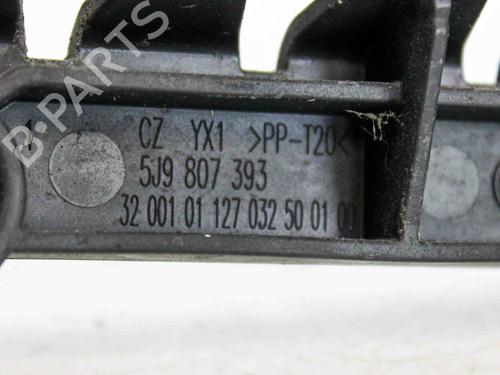 CZ YX1 >PP-T20<
5J9 807 393
32 001 01 127 032 50 01 00
B-PARTS